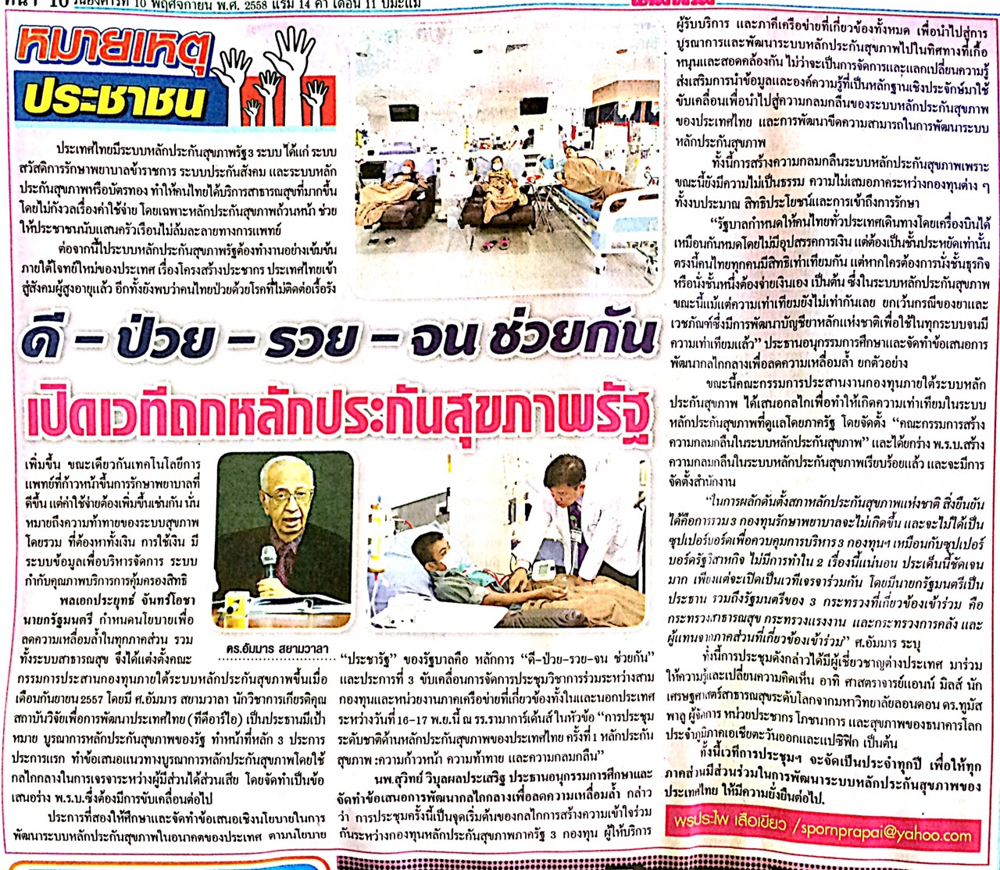 หน้า 10 วันอังคารที่ 10 พฤศจิกายน พ.ศ. 2558 แรม 14 ค่ำ เดือน 11 ปีมะแม
หมายเหตุ
ประชาชน
ประเทศไทยมีระบบหลักประกันสุขภาพรัฐ 3 ระบบ ได้แก่ ระบบ
สวัสดิการรักษาพยาบาลข้าราชการ ระบบประกันสังคม และระบบหลัก
ประกันสุขภาพหรือบัตรทอง ทำให้คนไทยได้บริการสาธารณสุขที่มากขึ้น
โดยไม่กังวลเรื่องค่าใช้จ่าย โดยเฉพาะหลักประกันสุขภาพถ้วนหน้า ช่วย
ให้ประชาชนนับแสนครัวเรือนไม่ล้มละลายทางการแพทย์
ต่อจากนี้ไประบบหลักประกันสุขภาพรัฐต้องทำงานอย่างเข้มข้น
ภายใต้โจทย์ใหม่ของประเทศ เรื่องโครงสร้างประชากร ประเทศไทยเข้า
สู่สังคมผู้สูงอายุแล้ว อีกทั้งยังพบว่าคนไทยป่วยด้วยโรคที่ไม่ติดต่อเรื้อรัง
ดี – ป่วย – รวย – จน ช่วยกัน
เปิดเวทีถกหลักประกันสุขภาพรัฐ
เพิ่มขึ้น ขณะเดียวกันเทคโนโลยีการ
แพทย์ที่ก้าวหน้าขึ้นการรักษาพยาบาลที่
ดีขึ้น แต่ค่าใช้จ่ายต้องเพิ่มขึ้นเช่นกัน นั่น
หมายถึงความท้าทายของระบบสุขภาพ
โดยรวม ที่ต้องหาทั้งเงิน การใช้เงิน มี
ระบบข้อมูลเพื่อบริหารจัดการ ระบบ
กำกับคุณภาพบริการการคุ้มครองสิทธิ
พลเอกประยุทธ์ จันทร์โอชา
นายกรัฐมนตรี กำหนดนโยบายเพื่อ
ลดความเหลื่อมล้ำในทุกภาคส่วน รวม
ทั้งระบบสาธารณสุข จึงได้แต่งตั้งคณะ
กรรมการประสานงานกองทุนภายใต้ระบบหลักประกันสุขภาพขึ้นเมื่อ
เดือนกันยายน 2557 โดยมี ศ.อัมมาร สยามวาลา นักวิชาการเกียรติคุณ
สถาบันวิจัยเพื่อการพัฒนาประเทศไทย (ทีดีอาร์ไอ) เป็นประธานมีเป้า
หมาย บูรณาการหลักประกันสุขภาพของรัฐ ทำหน้าที่หลัก 3 ประการ
ประการแรก ทำข้อเสนอแนวทางบูรณาการหลักประกันสุขภาพโดยใช้
กลไกกลางในการเจรจาระหว่างผู้มีส่วนได้ส่วนเสีย โดยจัดทำเป็นข้อ
เสนอร่าง พ.ร.บ.ซึ่งต้องมีการขับเคลื่อนต่อไป
ประการที่สองให้ศึกษาและจัดทำข้อเสนอเชิงนโยบายในการ
พัฒนาระบบหลักประกันสุขภาพในอนาคตของประเทศ ตามนโยบาย
ดร.อัมมาร สยามวาลา
“ประชารัฐ” ของรัฐบาลคือ หลักการ “ดี-ป่วย-รวย-จน ช่วยกัน”
และประการที่ 3 ขับเคลื่อนการจัดการประชุมวิชาการร่วมระหว่างสาม
กองทุนและหน่วยงานภาคเครือข่ายที่เกี่ยวข้องทั้งในและนอกประเทศ
ระหว่างวันที่ 16-17 พ.ย.นี้ ณ รร.รามาการ์เด้นส์ ในหัวข้อ “การประชุม
ระดับชาติด้านหลักประกันสุขภาพของประเทศไทย ครั้งที่ 1 หลักประกัน
สุขภาพ : ความก้าวหน้า ความท้าทาย และความกลมกลืน”
นพ.สุวิทย์ วิบุลผลประเสริฐ ประธานอนุกรรมการศึกษาและ
จัดทำข้อเสนอการพัฒนากลไกกลางเพื่อลดความเหลื่อมล้ำ กล่าว
ว่า การประชุมครั้งนี้เป็นจุดเริ่มต้นของกลไกการสร้างความเข้าใจร่วม
กันระหว่างกองทุนหลักประกันสุขภาพภาครัฐ 3 กองทุน ผู้ให้บริการ
ผู้รับบริการ และภาคีเครือข่ายที่เกี่ยวข้องทั้งหมด เพื่อนำไปสู่การ
บูรณาการและพัฒนาระบบหลักประกันสุขภาพไปในทิศทางที่เกื้อ
หนุนและสอดคล้องกัน ไม่ว่าจะเป็นการจัดการและแลกเปลี่ยนความรู้
ส่งเสริมการนำข้อมูลและองค์ความรู้ที่เป็นหลักฐานเชิงประจักษ์มาใช้
ขับเคลื่อนเพื่อนำไปสู่ความกลมกลืนของระบบหลักประกันสุขภาพ
ของประเทศไทย และการพัฒนาขีดความสามารถในการพัฒนาระบบ
หลักประกันสุขภาพ
ทั้งนี้การสร้างความกลมกลืนระบบหลักประกันสุขภาพเพราะ
ขณะนี้ยังมีความไม่เป็นธรรม ความไม่เสมอภาคระหว่างกองทุนต่าง ๆ
ทั้งงบประมาณ สิทธิประโยชน์และการเข้าถึงการรักษา
“รัฐบาลกำหนดให้คนไทยทั่วประเทศเดินทางโดยเครื่องบินได้
เหมือนกันหมดโดยไม่มีอุปสรรคการเงิน แต่ต้องเป็นชั้นประหยัดเท่านั้น
ตรงนี้คนไทยทุกคนมีสิทธิเท่าเทียมกัน แต่หากใครต้องการนั่งชั้นธุรกิจ
หรือนั่งชั้นหนึ่งต้องจ่ายเงินเอง เป็นต้น ซึ่งในระบบหลักประกันสุขภาพ
ขณะนี้แม้แต่ความเท่าเทียมยังไม่เท่ากันเลย ยกเว้นกรณีของยาและ
เวชภัณฑ์ซึ่งมีการพัฒนาบัญชียาหลักแห่งชาติเพื่อใช้ในทุกระบบจนมี
ความเท่าเทียมแล้ว” ประธานอนุกรรมการศึกษาและจัดทำข้อเสนอการ
พัฒนากลไกกลางเพื่อลดความเหลื่อมล้ำ ยกตัวอย่าง
ขณะนี้คณะกรรมการประสานงานกองทุนภายใต้ระบบหลัก
ประกันสุขภาพ ได้เสนอกลไกเพื่อทำให้เกิดความเท่าเทียมในระบบ
หลักประกันสุขภาพที่ดูแลโดยภาครัฐ โดยจัดตั้ง “คณะกรรมการสร้าง
ความกลมกลืนในระบบหลักประกันสุขภาพ” และได้ยกร่าง พ.ร.บ.สร้าง
ความกลมกลืนในระบบหลักประกันสุขภาพเรียบร้อยแล้ว และจะมีการ
จัดตั้งสำนักงาน
“ในการผลักดันตั้งสภาหลักประกันสุขภาพแห่งชาติ สิ่งยืนยัน
ได้คือการรวม 3 กองทุนรักษาพยาบาลจะไม่เกิดขึ้น และจะไม่ได้เป็น
ซุปเปอร์บอร์ดเพื่อควบคุมการบริหาร 3 กองทุนฯ เหมือนกับซุปเปอร์
บอร์ดรัฐวิสาหกิจ ไม่มีการทำใน 2 เรื่องนี้แน่นอน ประเด็นนี้ชัดเจน
มาก เพียงแต่จะเปิดเป็นเวทีเจรจาร่วมกัน โดยมีนายกรัฐมนตรีเป็น
ประธาน รวมถึงรัฐมนตรีของ 3 กระทรวงที่เกี่ยวข้องเข้าร่วม คือ
กระทรวงสาธารณสุข กระทรวงแรงงาน และกระทรวงการคลัง และ
ผู้แทนจากภาคส่วนที่เกี่ยวข้องเข้าร่วม” ศ.อัมมาร ระบุ
ทั้งนี้การประชุมดังกล่าวได้มีผู้เชี่ยวชาญต่างประเทศ มาร่วม
ให้ความรู้และเปลี่ยนความคิดเห็น อาทิ ศาสตราจารย์แอนน์ มิลส์ นัก
เศรษฐศาสตร์สาธารณสุขระดับโลกจากมหาวิทยาลัยลอนดอน ดร.ทูมัส
พาลู ผู้จัดการ หน่วยประชากร โภชนาการ และสุขภาพของธนาคารโลก
ประจำภูมิภาคเอเชียตะวันออกและแปซิฟิก เป็นต้น
ทั้งนี้เวทีการประชุมฯ จะจัดเป็นประจำทุกปี เพื่อให้ทุก
ภาคส่วนมีส่วนร่วมในการพัฒนาระบบหลักประกันสุขภาพของ
ประเทศไทย ให้มีความยั่งยืนต่อไป.
พรประไพ เสือเขียว /spornprapai@yahoo.com